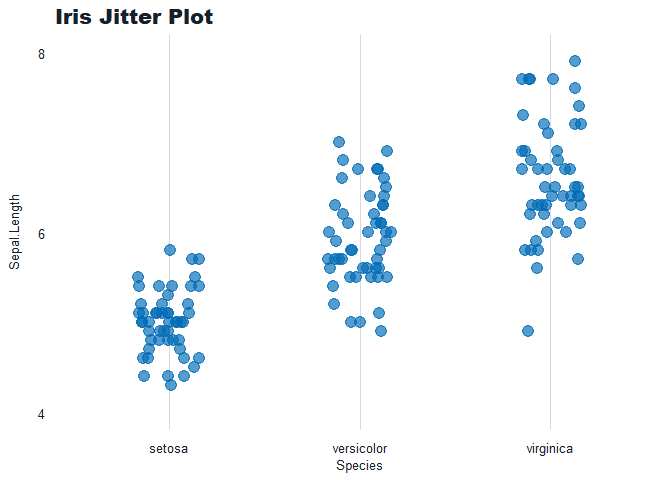 Iris Jitter Plot
8
6
4
Sepal.Length
setosa
versicolor
virginica
Species